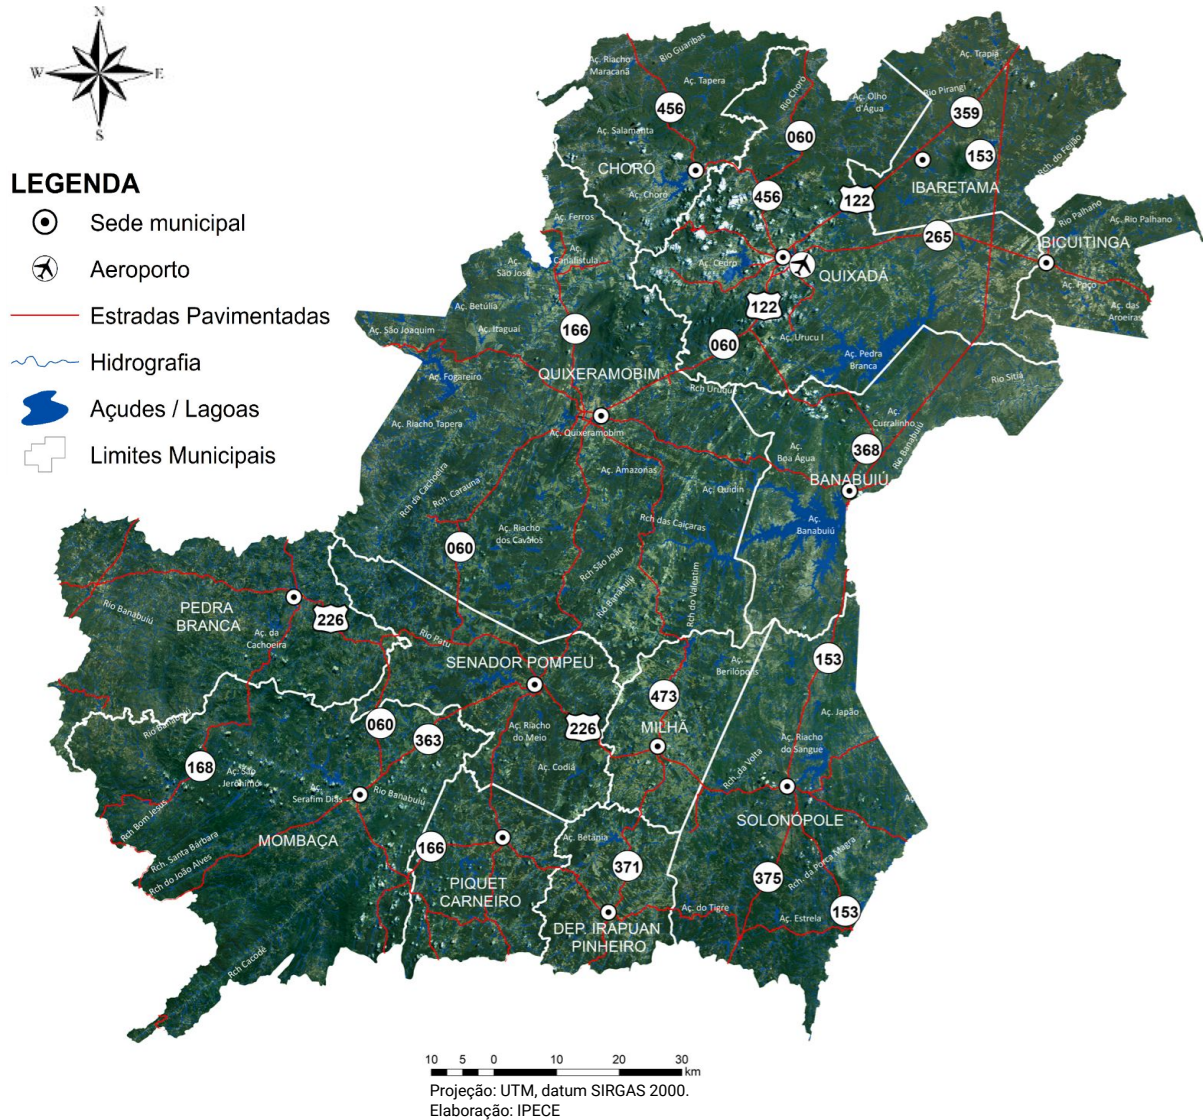 N
W
E
S
LEGENDA
Sede municipal
Aeroporto
Estradas Pavimentadas
Hidrografia
Açudes / Lagoas
Limites Municipais
Aç. Riacho
Maracanã
Rio Guaribas
Aç. Tapera
456
Aç. Salamanta
CHORÓ
Aç. Choró
Rio Choró
060
456
Aç. Olho
d'Água
Aç. Trapiá
Rio Pirangi
359
153
IBARETAMA
Rch. do Feijão
122
265
Rio Palhano
Aç. Rio Palhano
BICUITINGA
Aç. Poço
Aç. das
Aroeiras
Aç. Ferros
Aç.
Canafístula
Aç.
São José
Aç. Cedro
QUIXADÁ
122
Aç. Betúlia
Aç. São Joaquim
Aç. Itaguaí
166
060
Aç. Urucu I
Aç. Pedra
Branca
QUIXERAMOBIM
Aç. Fogareiro
Rch Uruquê
Rio Sitiá
Aç. Riacho Tapera
Aç. Quixeramobim
Aç.
Curralinho
368
Rio Banabuiú
Aç.
Boa Água
BANABUIÚ
Aç. Amazonas
Rch da Cachoeira
Rch. Carauna
Aç. Quidin
Aç.
Banabuiú
Rch das Caiçaras
Aç. Riacho
dos Cavalos
060
Rch São João
Rio Banabuiú
Rch do Valentim
PEDRA
BRANCA
Rio Banabuiú
226
Aç. da
Cachoeira
Rio Patu
SENADOR POMPEU
Aç.
Berilópolis
153
473
MILHÃ
226
Aç. Riacho
do Meio
Aç. Codiá
Aç. Japão
Aç. Riacho
do Sangue
Rch. da Volta
SOLONÓPOLE
Rio Banabuiú
060
363
168
Aç. São
Jerônimo
Aç.
Serafim Dias
Rio Banabuiú
Rch Bom Jesus
MOMBAÇA
Rch. Santa Bárbara
Rch do João Alves
166
PIQUET
CARNEIRO
Aç. Betânia
371
DEP. IRAPUAN
PINHEIRO
Aç. do Tigre
375
Rch. da Porca Magra
153
Aç. Estrela
Rch Cacodé
10 5 0 10 20 30
km
Projeção: UTM, datum SIRGAS 2000.
Elaboração: IPECE